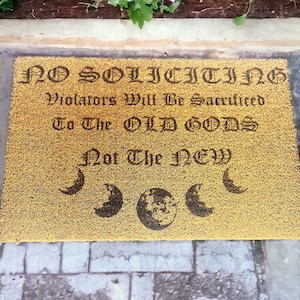 NO SOLICITING
Violators Will Be Sacrificed
To The OLD GODS
Not The NEW